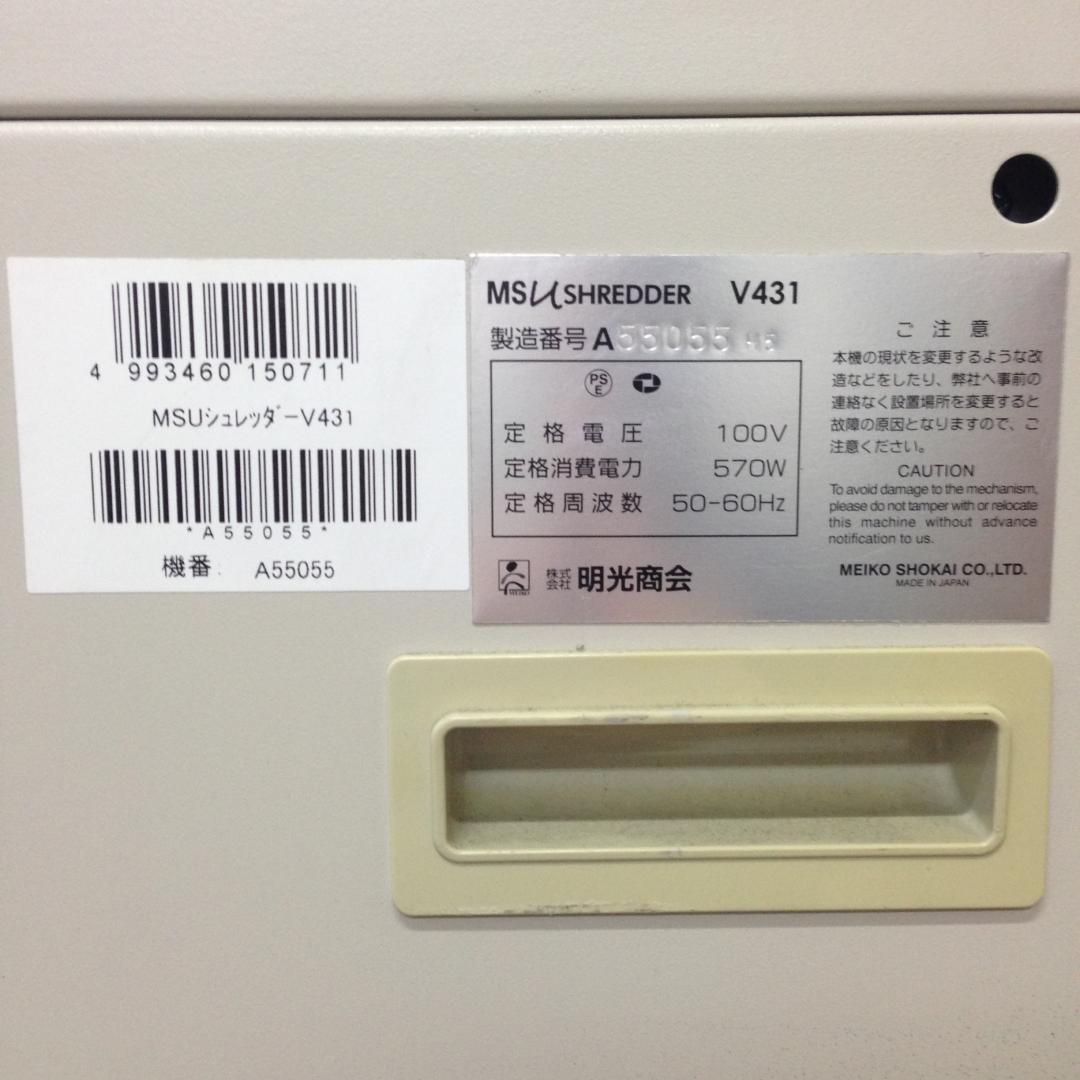 4 993460 150711
MSUシュレッダーV431
*A55055*
機番: A55055
MSU SHREDDER V431
製造番号 A55055
PS
E
定格電圧 100V
定格消費電力 570W
定格周波数 50-60Hz
MEIKO
株式会社 明光商会
ご注意
本機の現状を変更するような改
造などをしたり、弊社へ事前の
連絡なく設置場所を変更すると
故障の原因となりますので、ご
注意ください。
CAUTION
To avoid damage to the mechanism,
please do not tamper with or relocate
this machine without advance
notification to us.
MEIKO SHOKAI CO.,LTD.
MADE IN JAPAN